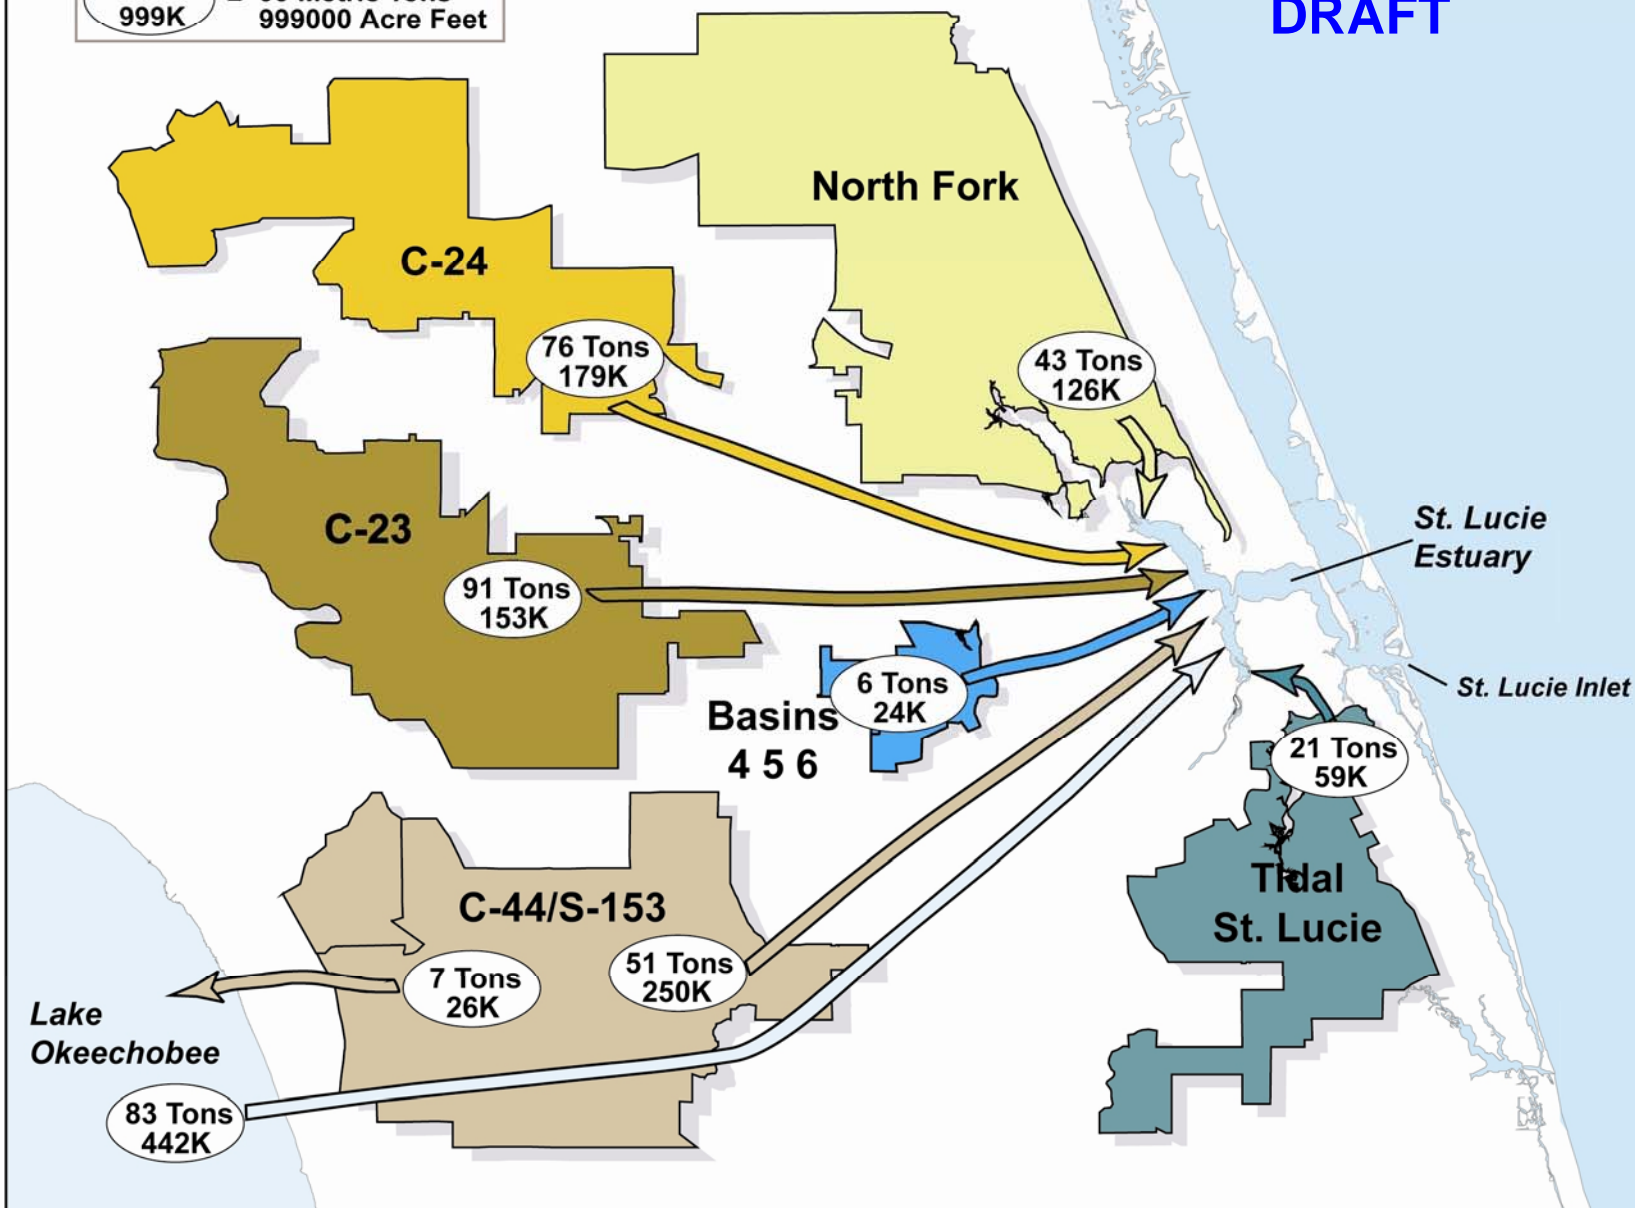 DRAFT
999K
999000 Acre Feet
North Fork
C-24
76 Tons
179K
43 Tons
126K
C-23
91 Tons
153K
St. Lucie
Estuary
6 Tons
24K
Basins
4 5 6
St. Lucie Inlet
21 Tons
59K
Tidal
St. Lucie
C-44/S-153
7 Tons
26K
51 Tons
250K
Lake
Okeechobee
83 Tons
442K